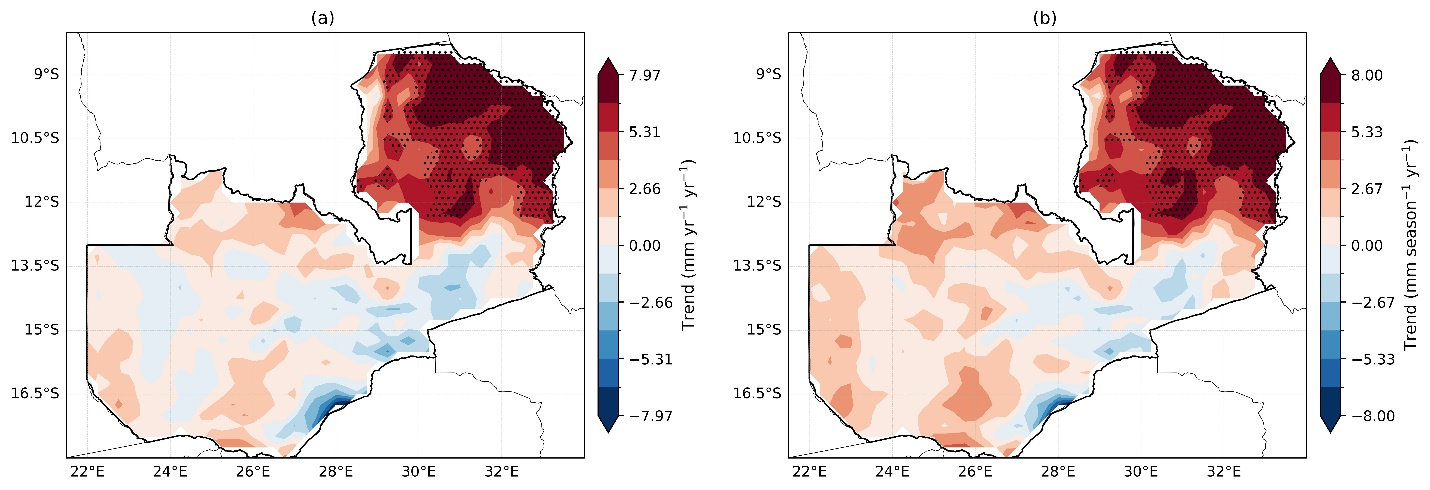 (a)
9°S
10.5°S
12°S
13.5°S
15°S
16.5°S
22°E 24°E 26°E 28°E 30°E 32°E
7.97
5.31
2.66
0.00
−2.66
−5.31
−7.97
Trend (mm yr⁻¹ yr⁻¹)
(b)
9°S
10.5°S
12°S
13.5°S
15°S
16.5°S
22°E 24°E 26°E 28°E 30°E 32°E
8.00
5.33
2.67
0.00
−2.67
−5.33
−8.00
Trend (mm season⁻¹ yr⁻¹)